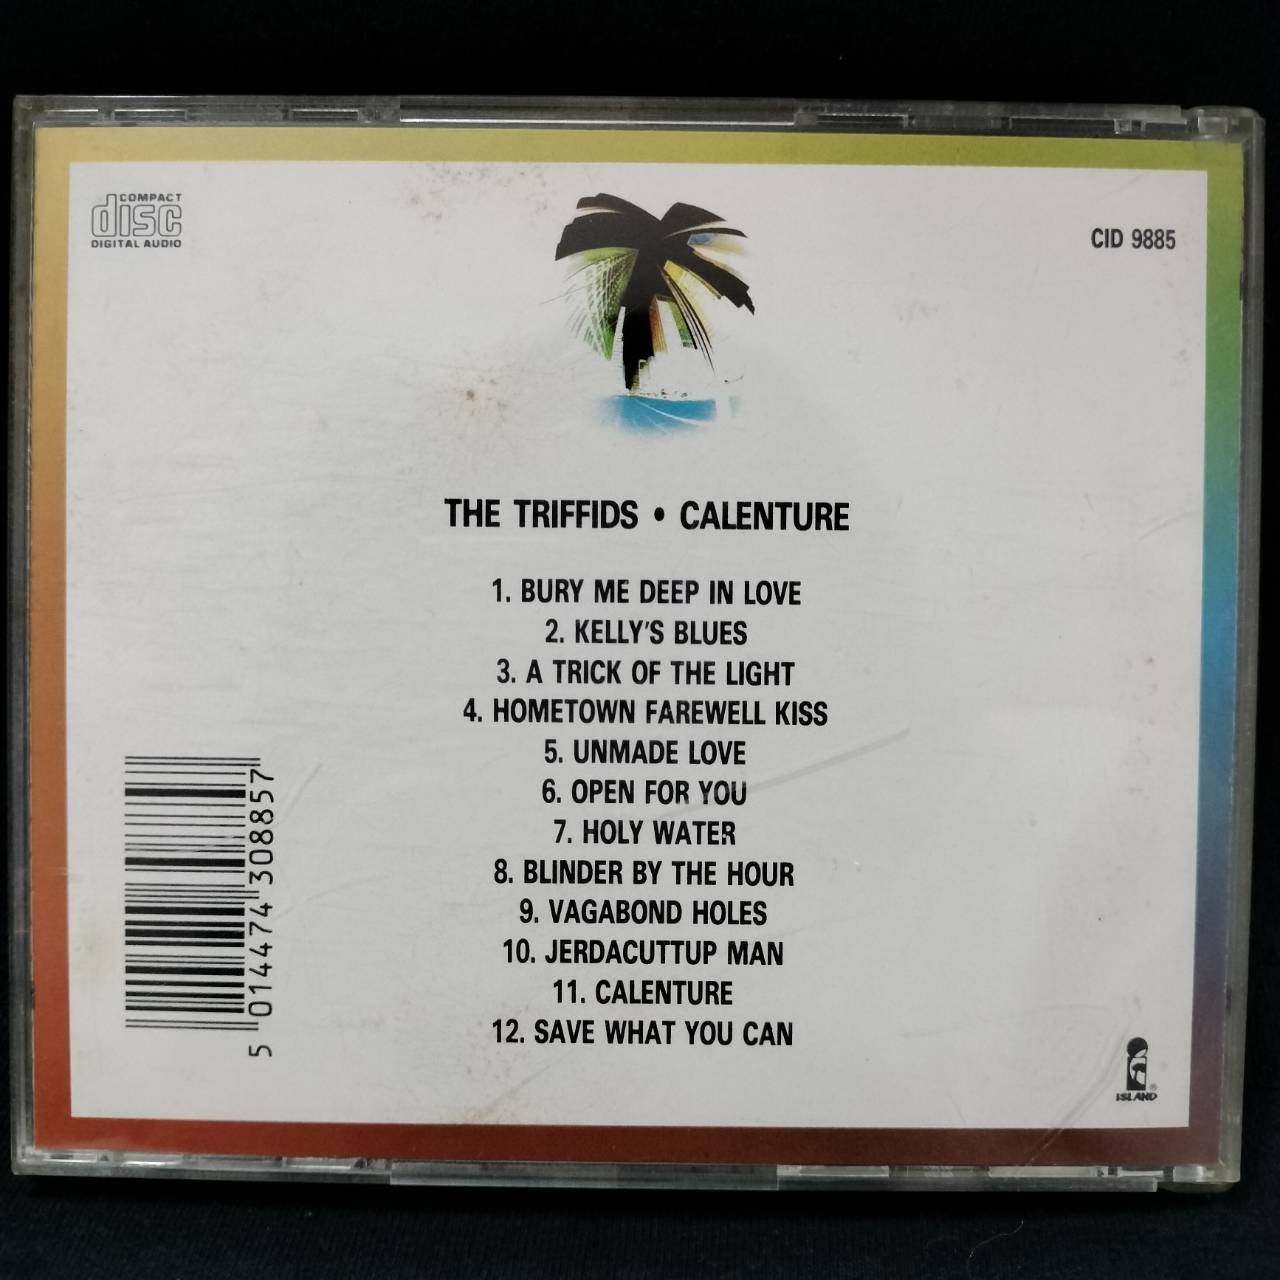 COMPACT
disc
DIGITAL AUDIO
CID 9885
THE TRIFFIDS • CALENTURE
1. BURY ME DEEP IN LOVE
2. KELLY'S BLUES
3. A TRICK OF THE LIGHT
4. HOMETOWN FAREWELL KISS
5. UNMADE LOVE
6. OPEN FOR YOU
7. HOLY WATER
8. BLINDER BY THE HOUR
9. VAGABOND HOLES
10. JERDACUTTUP MAN
11. CALENTURE
12. SAVE WHAT YOU CAN
5 014474 308857
ISLAND®